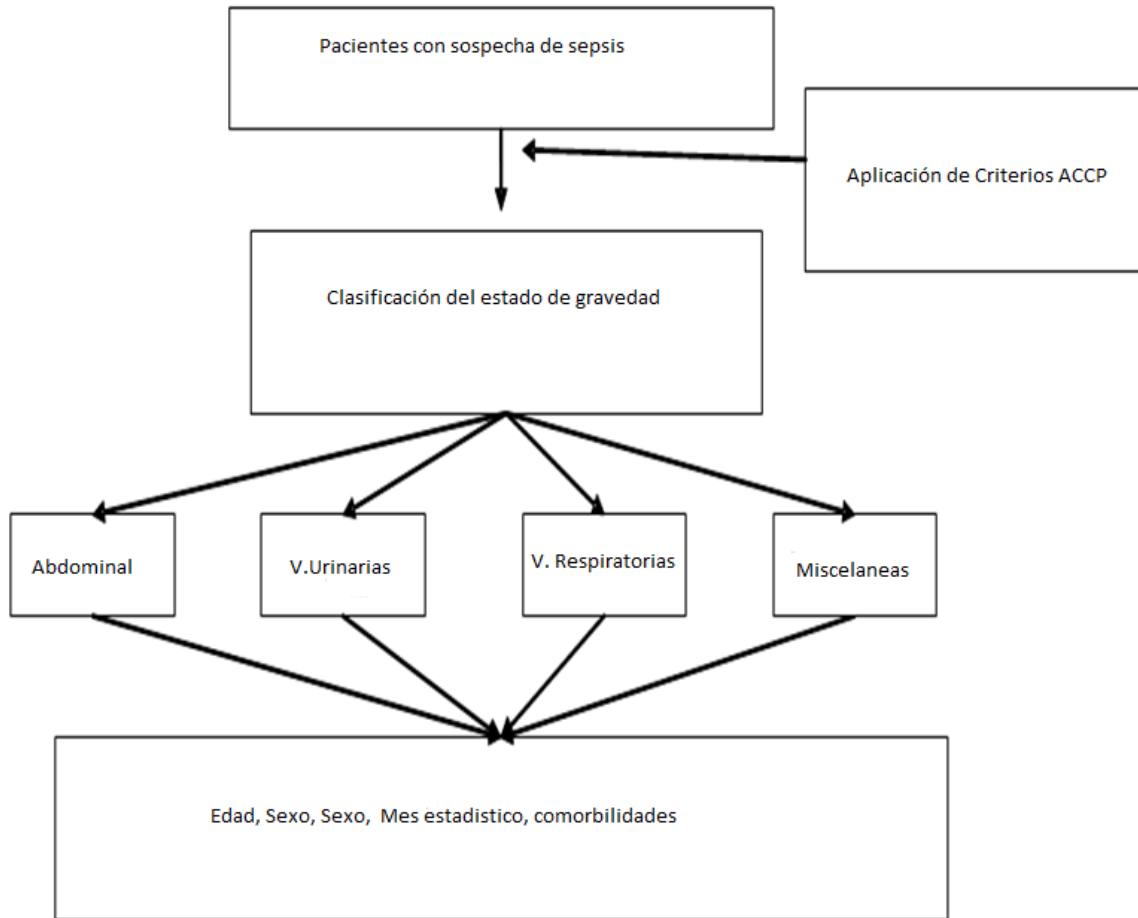 Pacientes con sospecha de sepsis
Aplicación de Criterios ACCP
Clasificación del estado de gravedad
Abdominal
V.Urinarias
V. Respiratorias
Miscelaneas
Edad, Sexo, Sexo, Mes estadistico, comorbilidades